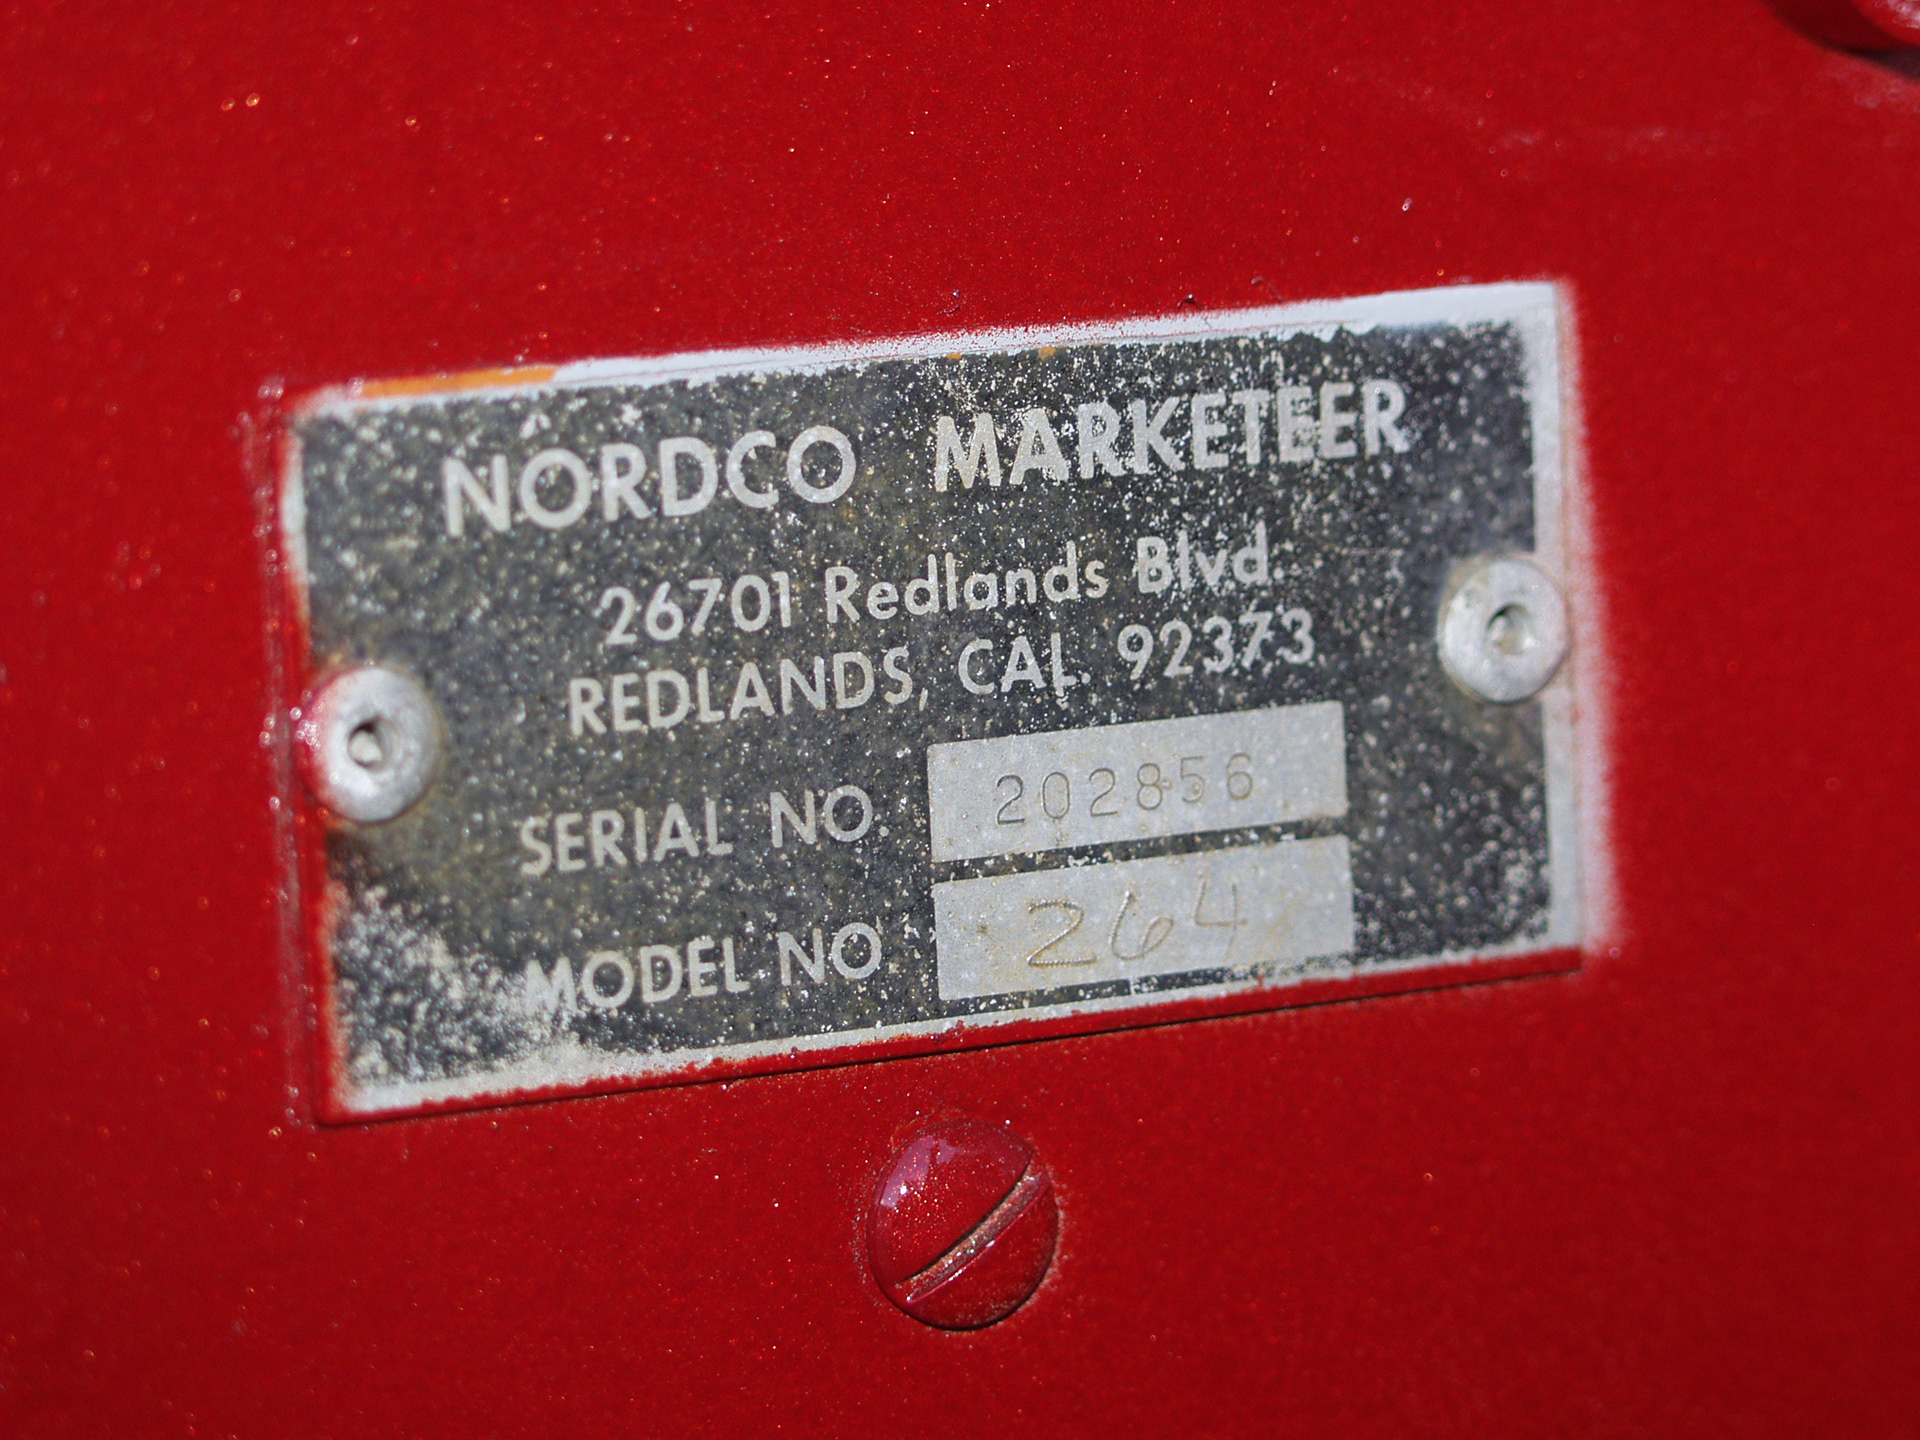 NORDCO MARKETEER
26701 Redlands Blvd.
REDLANDS, CAL. 92373
SERIAL NO. 202856
MODEL NO 264